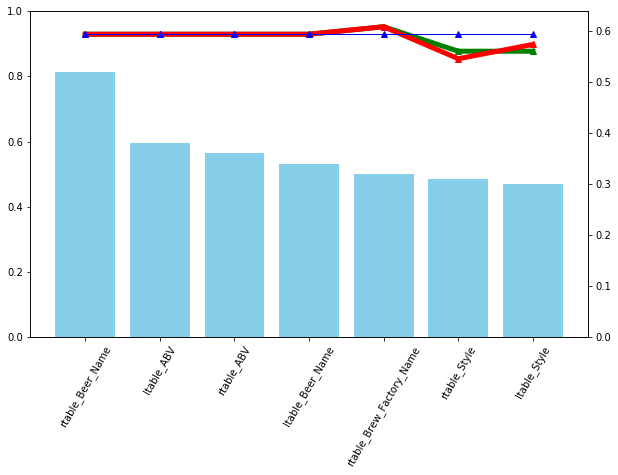 1.0
0.8
0.6
0.4
0.2
0.0
0.6
0.5
0.4
0.3
0.2
0.1
0.0
rtable_Beer_Name
ltable_ABV
rtable_ABV
ltable_Beer_Name
rtable_Brew_Factory_Name
rtable_Style
ltable_Style